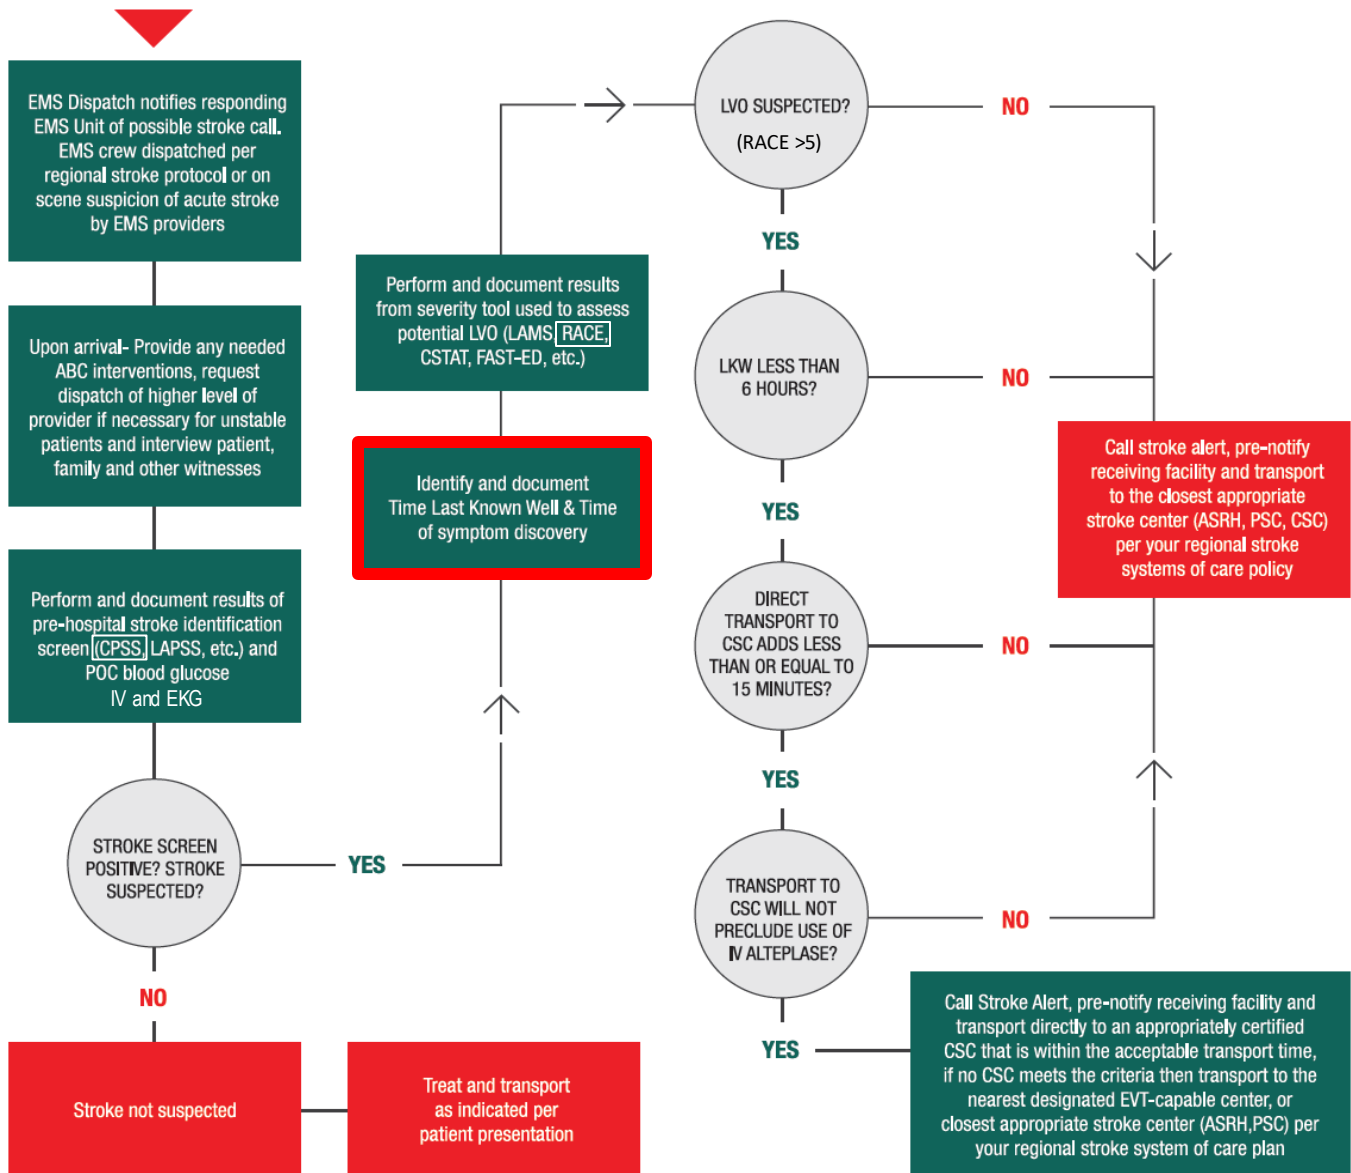 EMS Dispatch notifies responding
EMS Unit of possible stroke call.
EMS crew dispatched per
regional stroke protocol or on
scene suspicion of acute stroke
by EMS providers
Upon arrival- Provide any needed
ABC interventions, request
dispatch of higher level of
provider if necessary for unstable
patients and interview patient,
family and other witnesses
Perform and document results of
pre-hospital stroke identification
screen (CPSS, LAPSS, etc.) and
POC blood glucose
IV and EKG
STROKE SCREEN
POSITIVE? STROKE
SUSPECTED?
YES
NO
Stroke not suspected
Treat and transport
as indicated per
patient presentation
Identify and document
Time Last Known Well & Time
of symptom discovery
Perform and document results
from severity tool used to assess
potential LVO (LAMS, RACE,
CSTAT, FAST-ED, etc.)
LVO SUSPECTED?
(RACE >5)
NO
YES
LKW LESS THAN
6 HOURS?
NO
YES
DIRECT
TRANSPORT TO
CSC ADDS LESS
THAN OR EQUAL TO
15 MINUTES?
NO
YES
TRANSPORT TO
CSC WILL NOT
PRECLUDE USE OF
IV ALTEPLASE?
NO
YES
Call stroke alert, pre-notify
receiving facility and transport
to the closest appropriate
stroke center (ASRH, PSC, CSC)
per your regional stroke
systems of care policy
Call Stroke Alert, pre-notify receiving facility and
transport directly to an appropriately certified
CSC that is within the acceptable transport time,
if no CSC meets the criteria then transport to the
nearest designated EVT-capable center, or
closest appropriate stroke center (ASRH,PSC) per
your regional stroke system of care plan